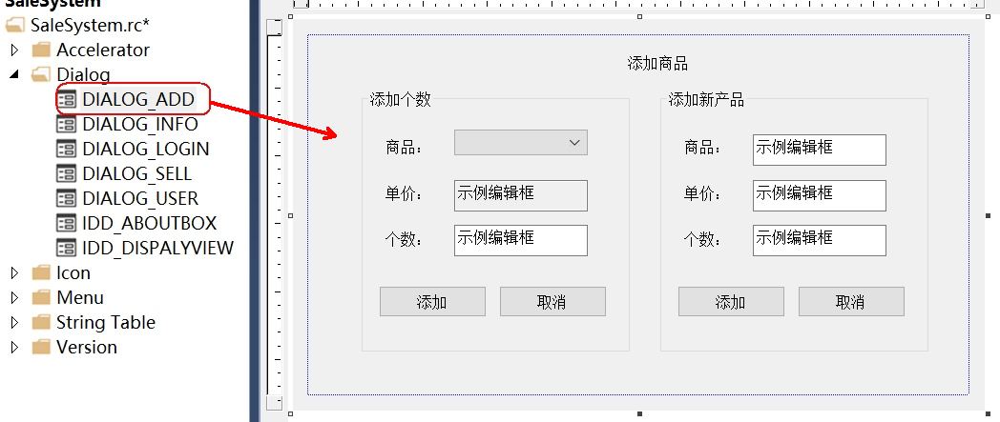 SaleSystem
SaleSystem.rc*
Accelerator
Dialog
DIALOG_ADD
DIALOG_INFO
DIALOG_LOGIN
DIALOG_SELL
DIALOG_USER
IDD_ABOUTBOX
IDD_DISPALYVIEW
Icon
Menu
String Table
Version
添加商品
添加个数
商品：
单价：
示例编辑框
个数：
示例编辑框
添加
取消
添加新产品
商品：
示例编辑框
单价：
示例编辑框
个数：
示例编辑框
添加
取消